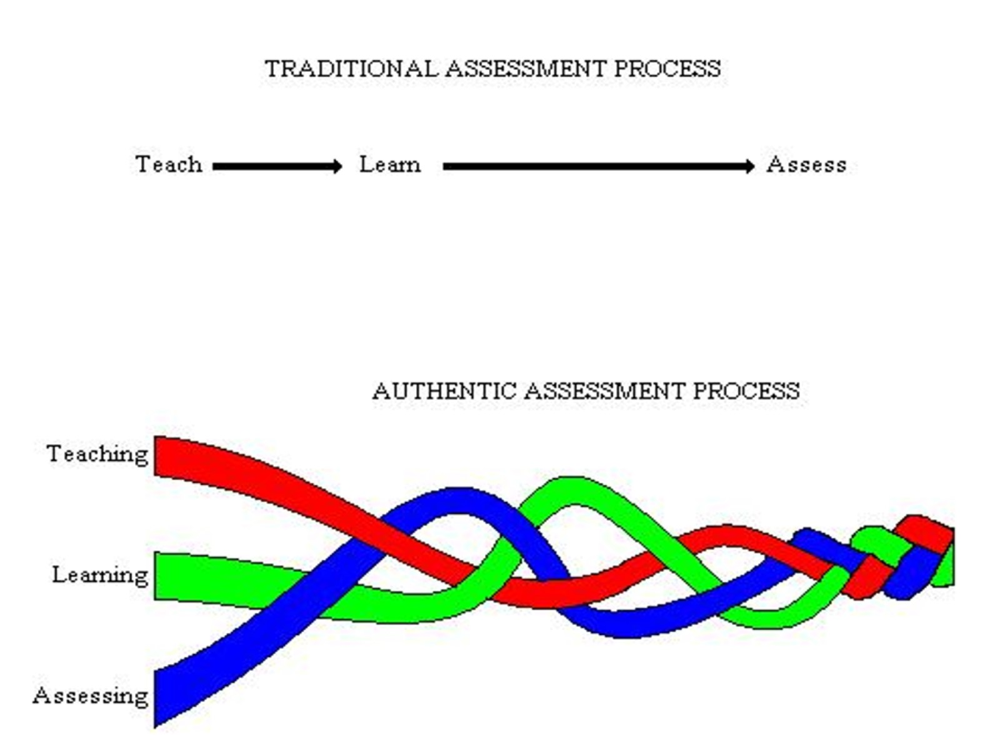 TRADITIONAL ASSESSMENT PROCESS
Teach Learn Assess
AUTHENTIC ASSESSMENT PROCESS
Teaching
Learning
Assessing